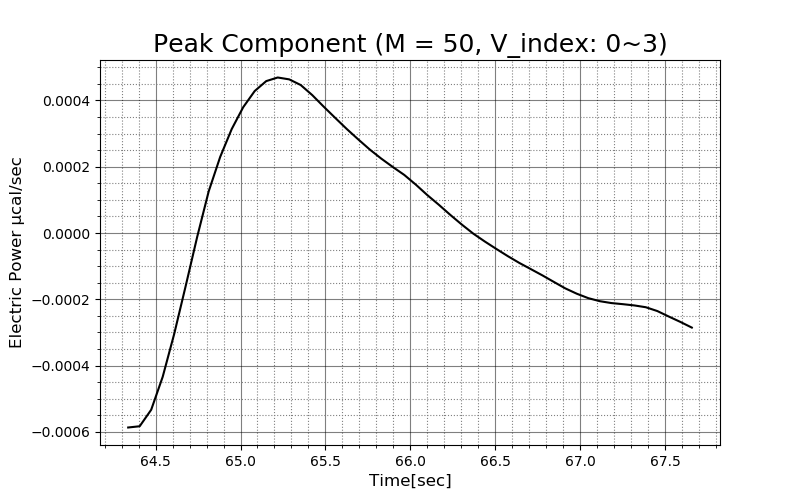 Peak Component (M = 50, V_index: 0~3)
Electric Power μcal/sec
0.0004
0.0002
0.0000
−0.0002
−0.0004
−0.0006
64.5 65.0 65.5 66.0 66.5 67.0 67.5
Time[sec]